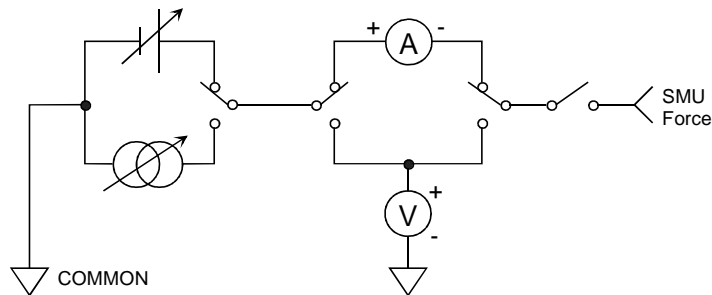 + A -
SMU
Force
+
V
-
COMMON